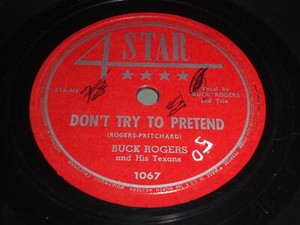 4 STAR
Vocal by
BUCK ROGERS
and Trio
DON'T TRY TO PRETEND
(ROGERS-PRITCHARD)
BUCK ROGERS
and His Texans
1067
50